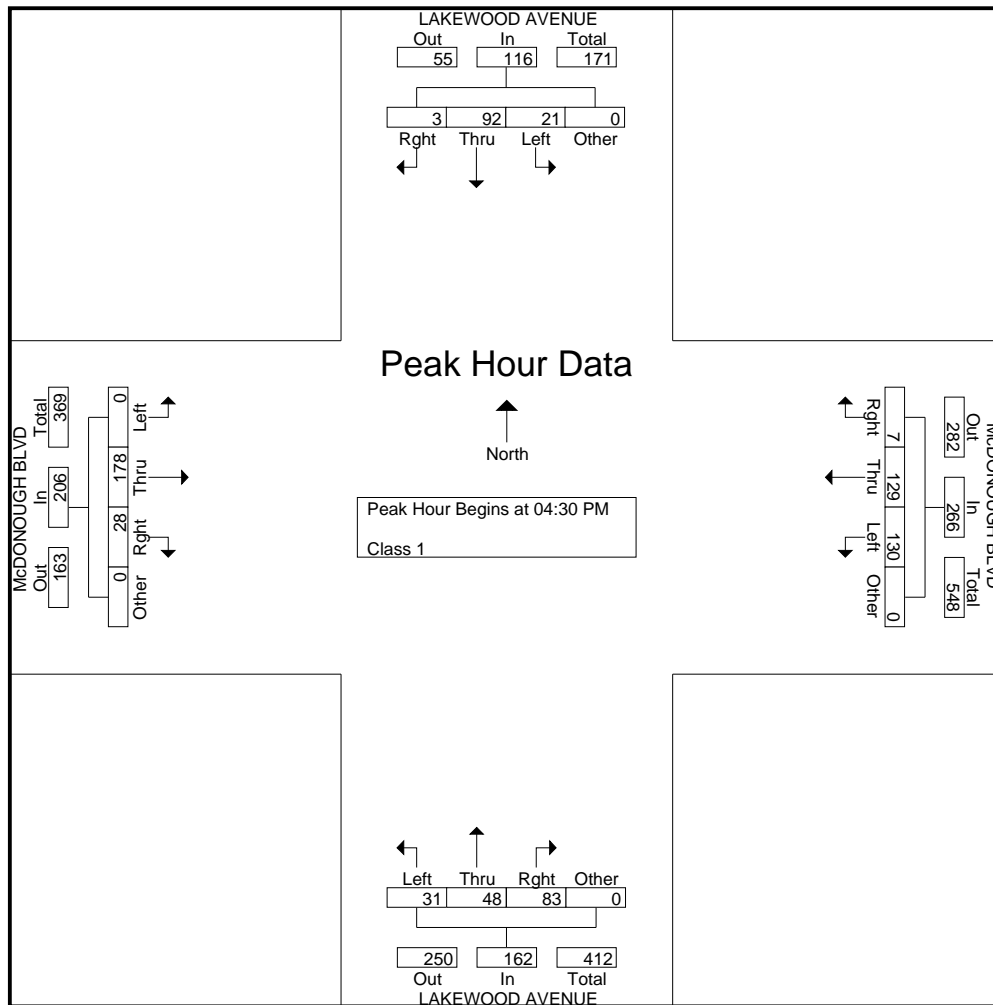 LAKEWOOD AVENUE
Out In Total
55 116 171
3 92 21 0
Rght Thru Left Other
Peak Hour Data
North
Peak Hour Begins at 04:30 PM
Class 1
McDONOUGH BLVD
Out In Total
163 206 369
Other Rght Thru Left
0 28 178 0
McDONOUGH BLVD
Out In Total
282 266 548
Rght Thru Left Other
7 129 130 0
Left Thru Rght Other
31 48 83 0
250 162 412
Out In Total
LAKEWOOD AVENUE